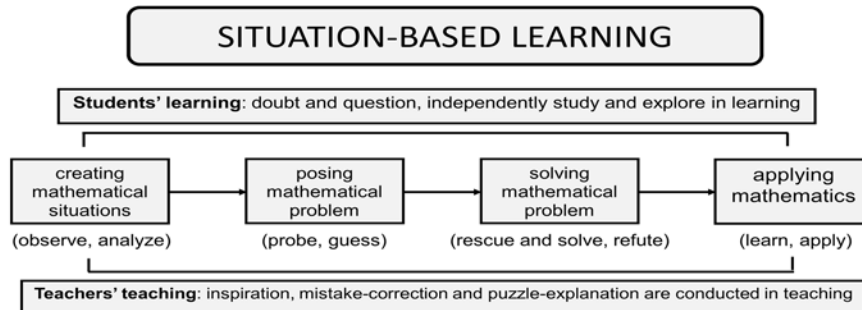 SITUATION-BASED LEARNING
Students' learning: doubt and question, independently study and explore in learning
creating
mathematical
situations
(observe, analyze)
posing
mathematical
problem
(probe, guess)
solving
mathematical
problem
(rescue and solve, refute)
applying
mathematics
(learn, apply)
Teachers' teaching: inspiration, mistake-correction and puzzle-explanation are conducted in teaching